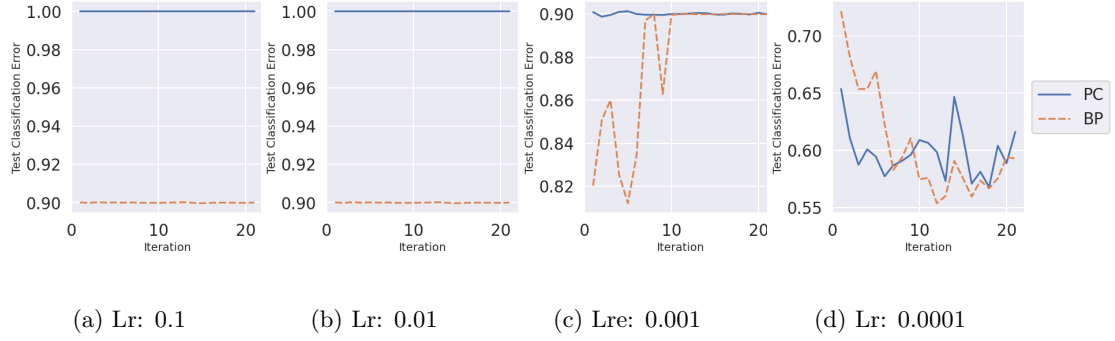 Test Classification Error
1.00
0.98
0.96
0.94
0.92
0.90
0
20
Iteration
(a) Lr: 0.1
Test Classification Error
1.00
0.98
0.96
0.94
0.92
0.90
0
20
Iteration
(b) Lr: 0.01
Test Classification Error
0.90
0.88
0.86
0.84
0.82
0
10
20
Iteration
(c) Lre: 0.001
Test Classification Error
0.70
0.65
0.60
0.55
0
10
20
Iteration
(d) Lr: 0.0001
PC
BP